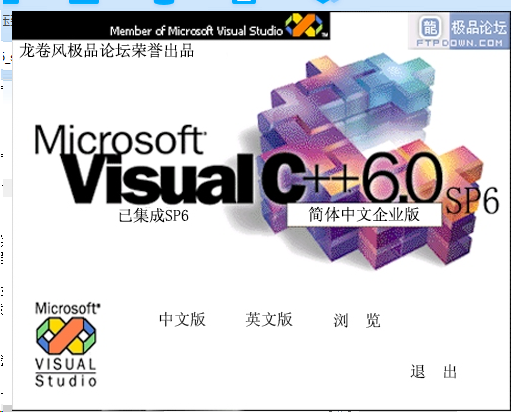 Member of Microsoft Visual Studio
龍 极品论坛
FTPDOWN.COM
龙卷风极品论坛荣誉出品
Microsoft
Visual C++ 6.0 SP6
已集成SP6
简体中文企业版
中文版 英文版 浏 览
Microsoft
VISUAL
Studio
退 出